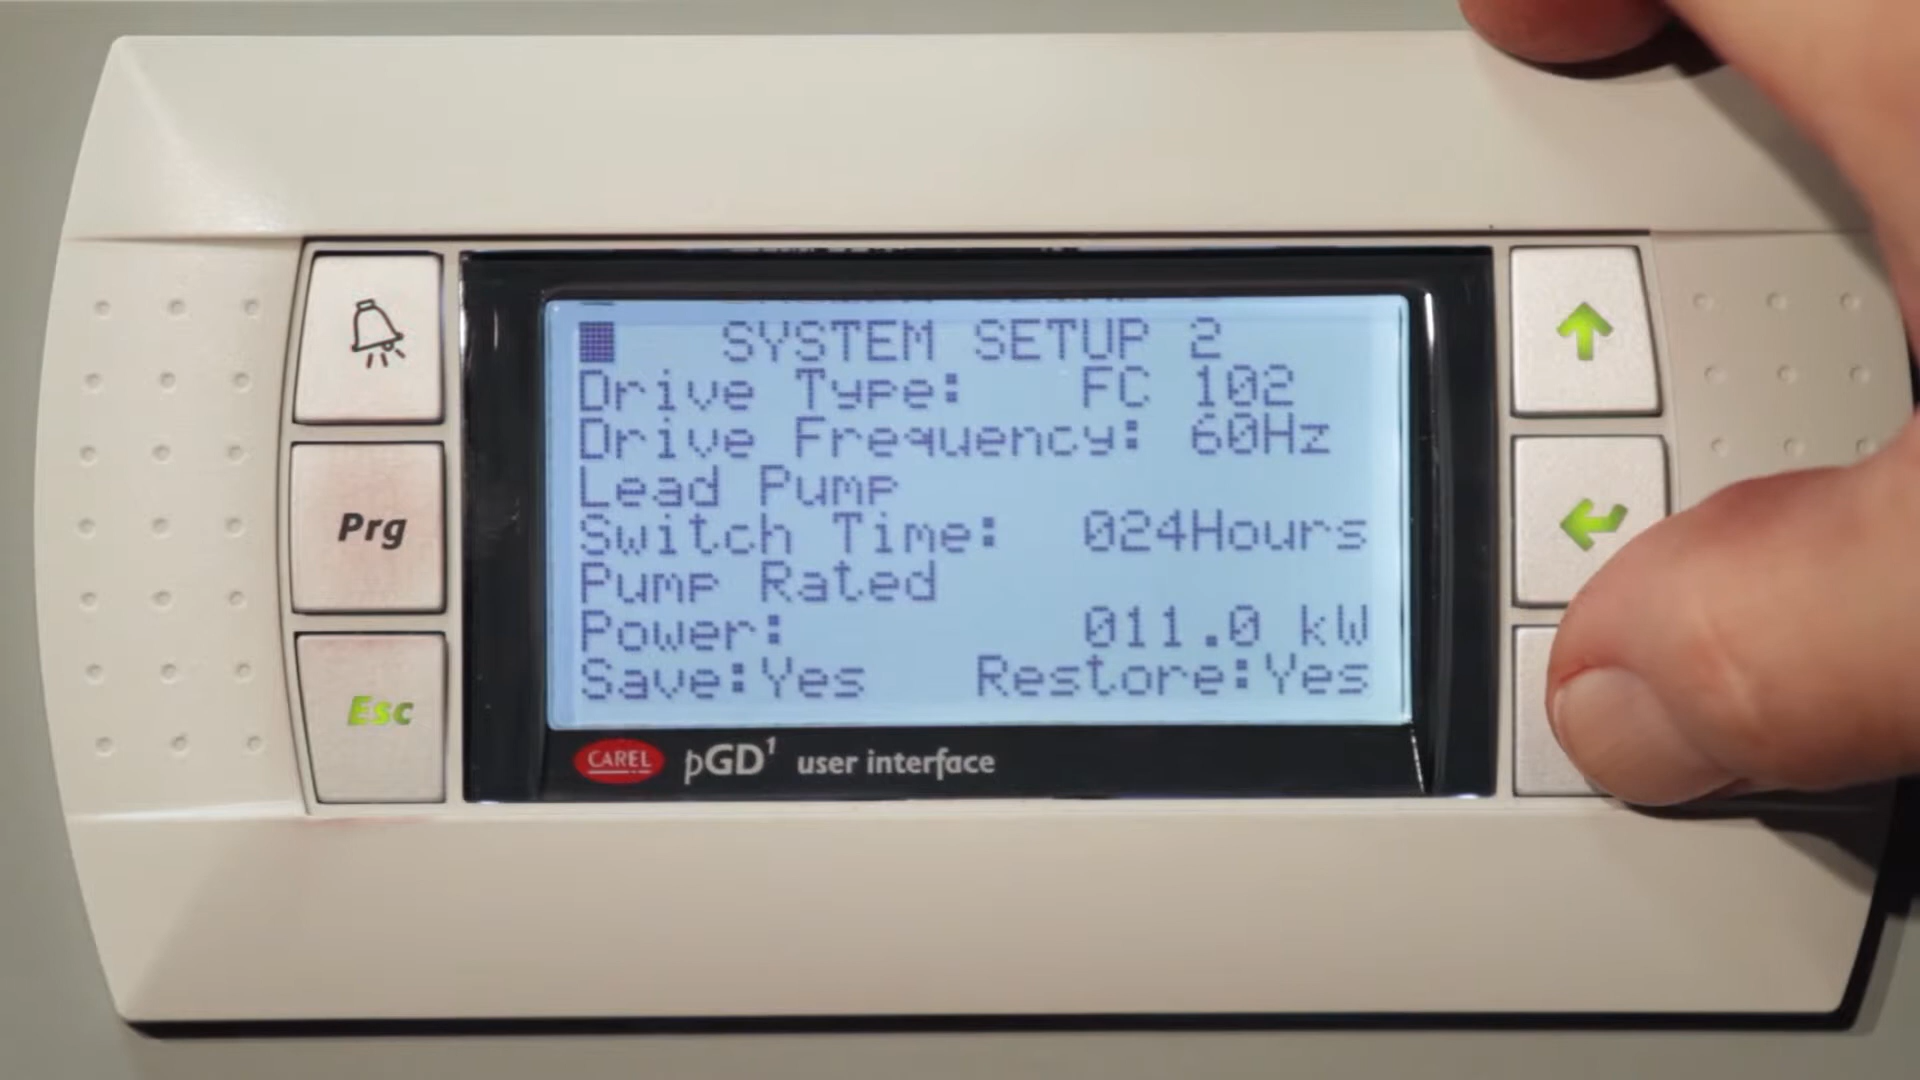 SYSTEM SETUP 2
Drive Type: FC 102
Drive Frequency: 60Hz
Lead Pump
Switch Time: 024Hours
Pump Rated
Power: 011.0 kW
Save:Yes Restore:Yes
Prg
Esc
CAREL pGD¹ user interface